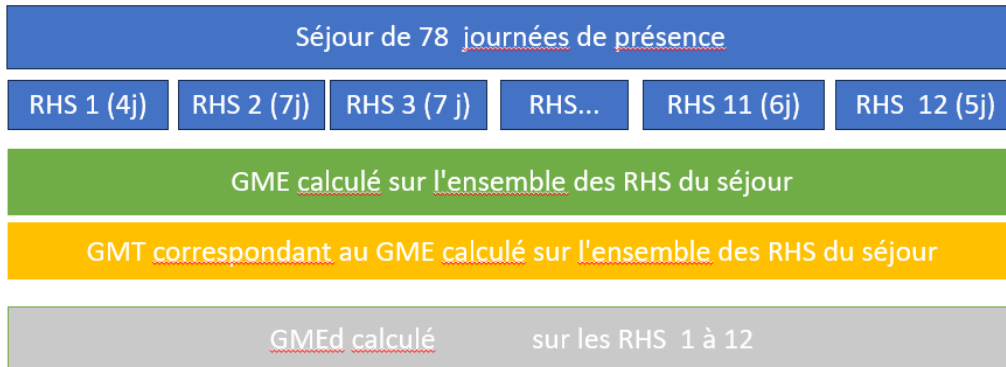 Séjour de 78 journées de présence
RHS 1 (4j) RHS 2 (7j) RHS 3 (7 j) RHS... RHS 11 (6j) RHS 12 (5j)
GME calculé sur l'ensemble des RHS du séjour
GMT correspondant au GME calculé sur l'ensemble des RHS du séjour
GMEd calculé sur les RHS 1 à 12